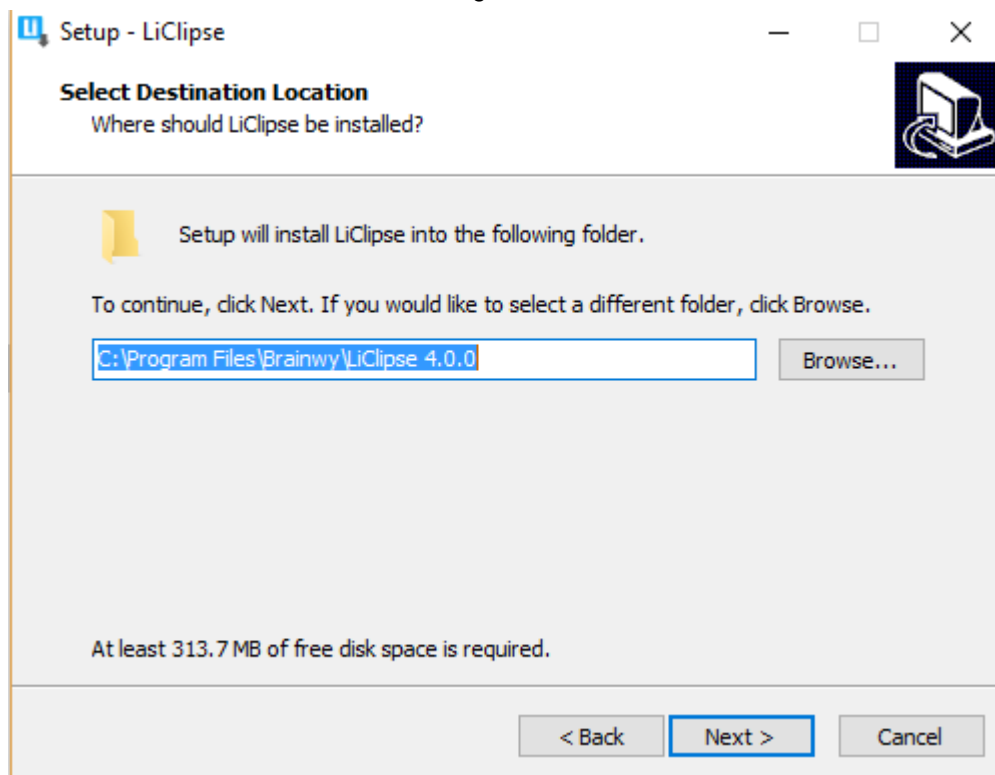 Setup - LiClipse
Select Destination Location
Where should LiClipse be installed?
Setup will install LiClipse into the following folder.
To continue, click Next. If you would like to select a different folder, click Browse.
C:\Program Files\Brainwy\LiClipse 4.0.0
Browse...
At least 313.7 MB of free disk space is required.
< Back
Next >
Cancel